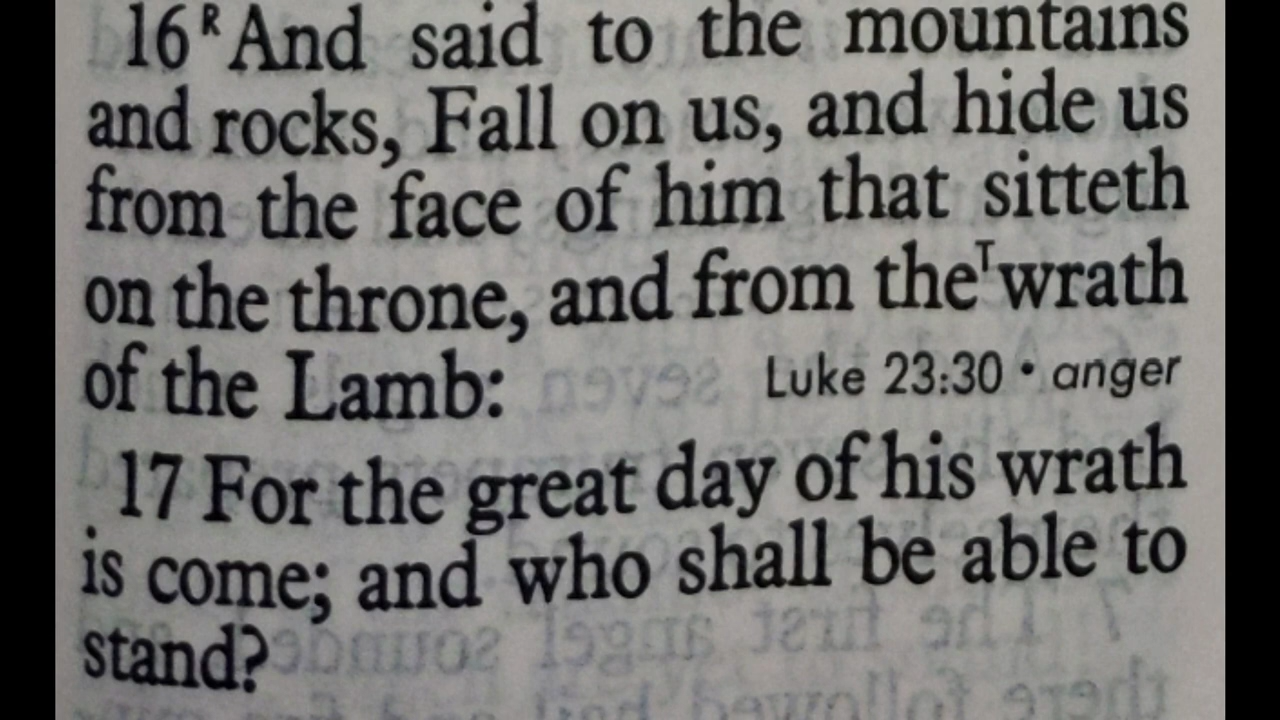 16 ᴿ And said to the mountains
and rocks, Fall on us, and hide us
from the face of him that sitteth
on the throne, and from the ᵀwrath
of the Lamb: Luke 23:30 • anger
17 For the great day of his wrath
is come; and who shall be able to
stand?